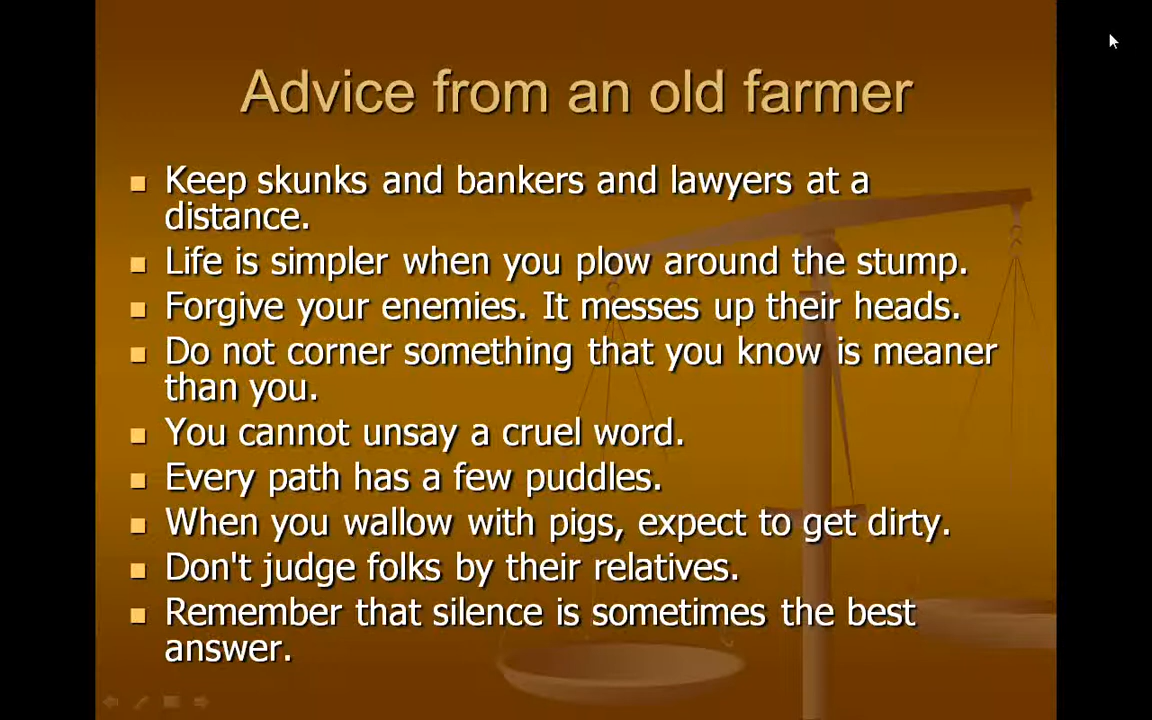 Advice from an old farmer
Keep skunks and bankers and lawyers at a
distance.
Life is simpler when you plow around the stump.
Forgive your enemies. It messes up their heads.
Do not corner something that you know is meaner
than you.
You cannot unsay a cruel word.
Every path has a few puddles.
When you wallow with pigs, expect to get dirty.
Don't judge folks by their relatives.
Remember that silence is sometimes the best
answer.